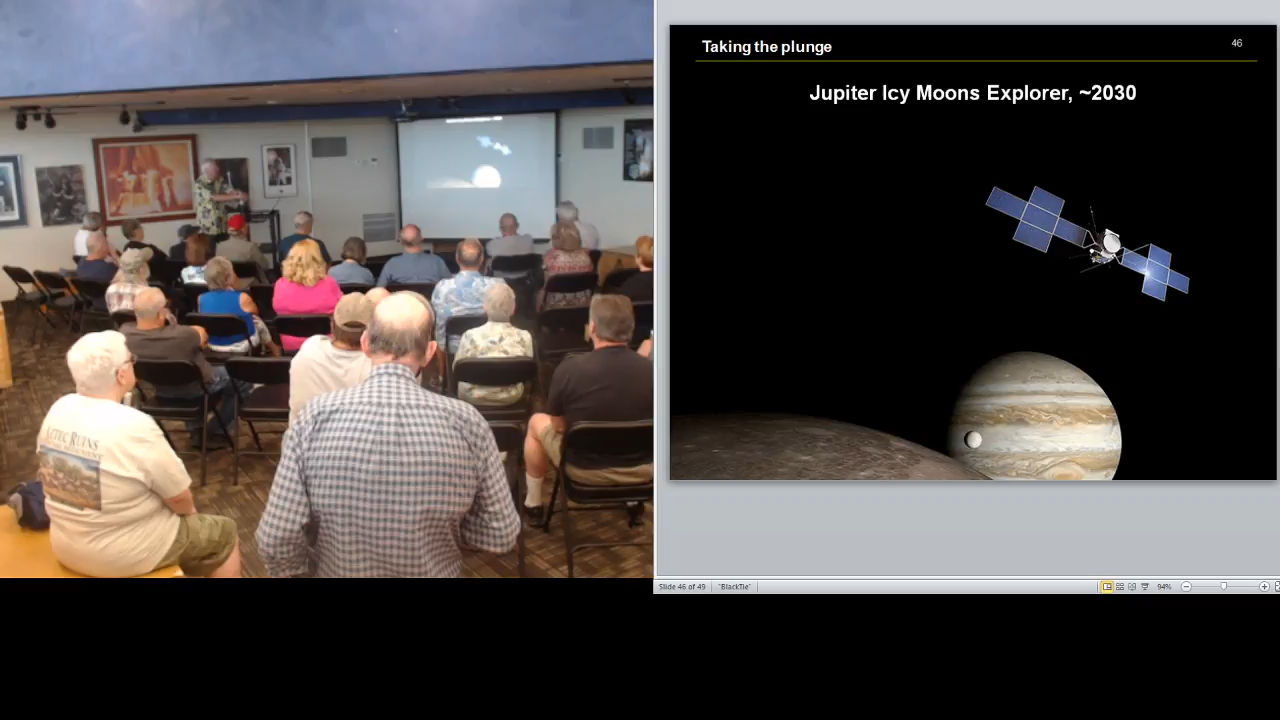 AZTEC RUINS
Taking the plunge
46
Jupiter Icy Moons Explorer, ~2030
Slide 46 of 49
"BlackTie"
94%